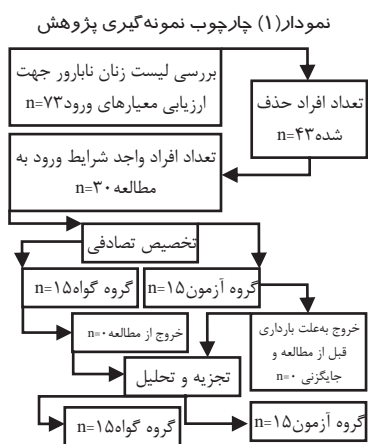 نمودار(۱) چارچوب نمونه‌گیری پژوهش
بررسی لیست زنان نابارور جهت
ارزیابی معیارهای ورود n=۷۳
تعداد افراد حذف
شده n=۴۳
تعداد افراد واجد شرایط ورود به
مطالعه n=۳۰
تخصیص تصادفی
گروه آزمون n=۱۵
گروه گواه n=۱۵
خروج به‌علت بارداری
قبل از مطالعه و
جایگزنی n=۰
خروج از مطالعه n=۰
تجزیه و تحلیل
گروه آزمون n=۱۵
گروه گواه n=۱۵